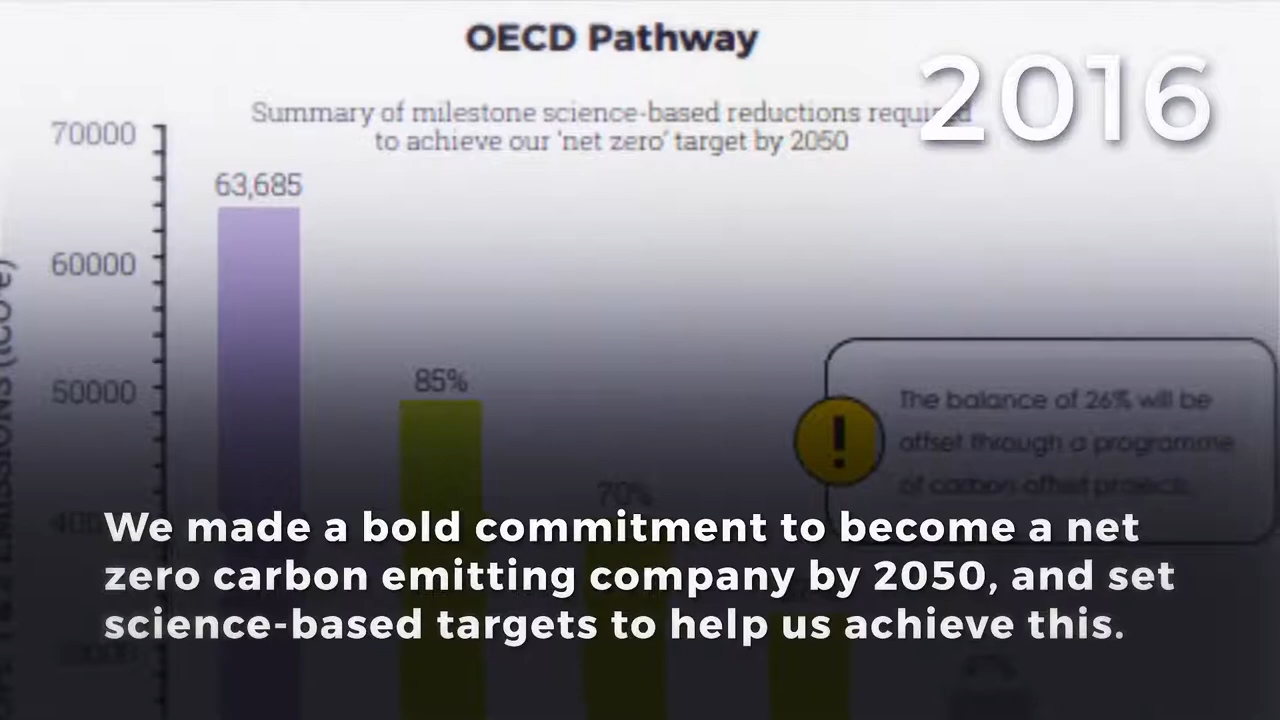 OECD Pathway
2016
Summary of milestone science-based reductions required
to achieve our 'net zero' target by 2050
70000
63,685
60000
85%
50000
The balance of 26% will be
offset through a programme
of carbon offset projects
70%
We made a bold commitment to become a net
zero carbon emitting company by 2050, and set
science-based targets to help us achieve this.